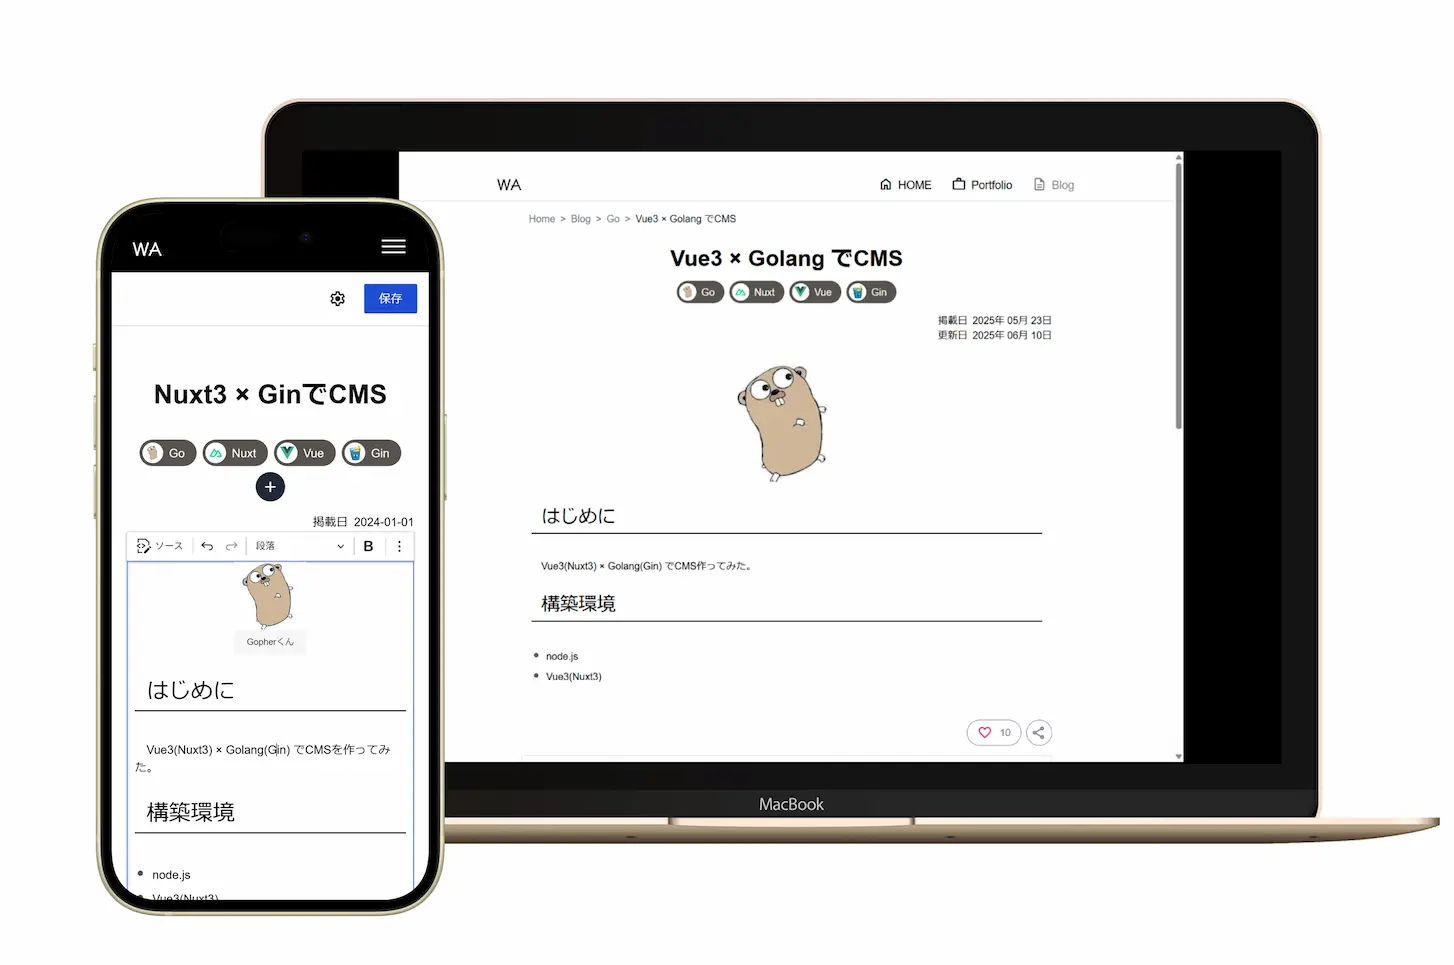 WA
保存
Nuxt3 × GinでCMS
Go Nuxt Vue Gin
+
掲載日 2024-01-01
ソース 段落 B
Gopherくん
はじめに
Vue3(Nuxt3) × Golang(Gin) でCMSを作ってみ
た。
構築環境
node.js
Vue3(Nuxt3)
WA HOME Portfolio Blog
Home > Blog > Go > Vue3 × Golang でCMS
Vue3 × Golang でCMS
Go Nuxt Vue Gin
掲載日 2025年 05月 23日
更新日 2025年 06月 10日
はじめに
Vue3(Nuxt3) × Golang(Gin) でCMS作ってみた。
構築環境
node.js
Vue3(Nuxt3)
10
MacBook